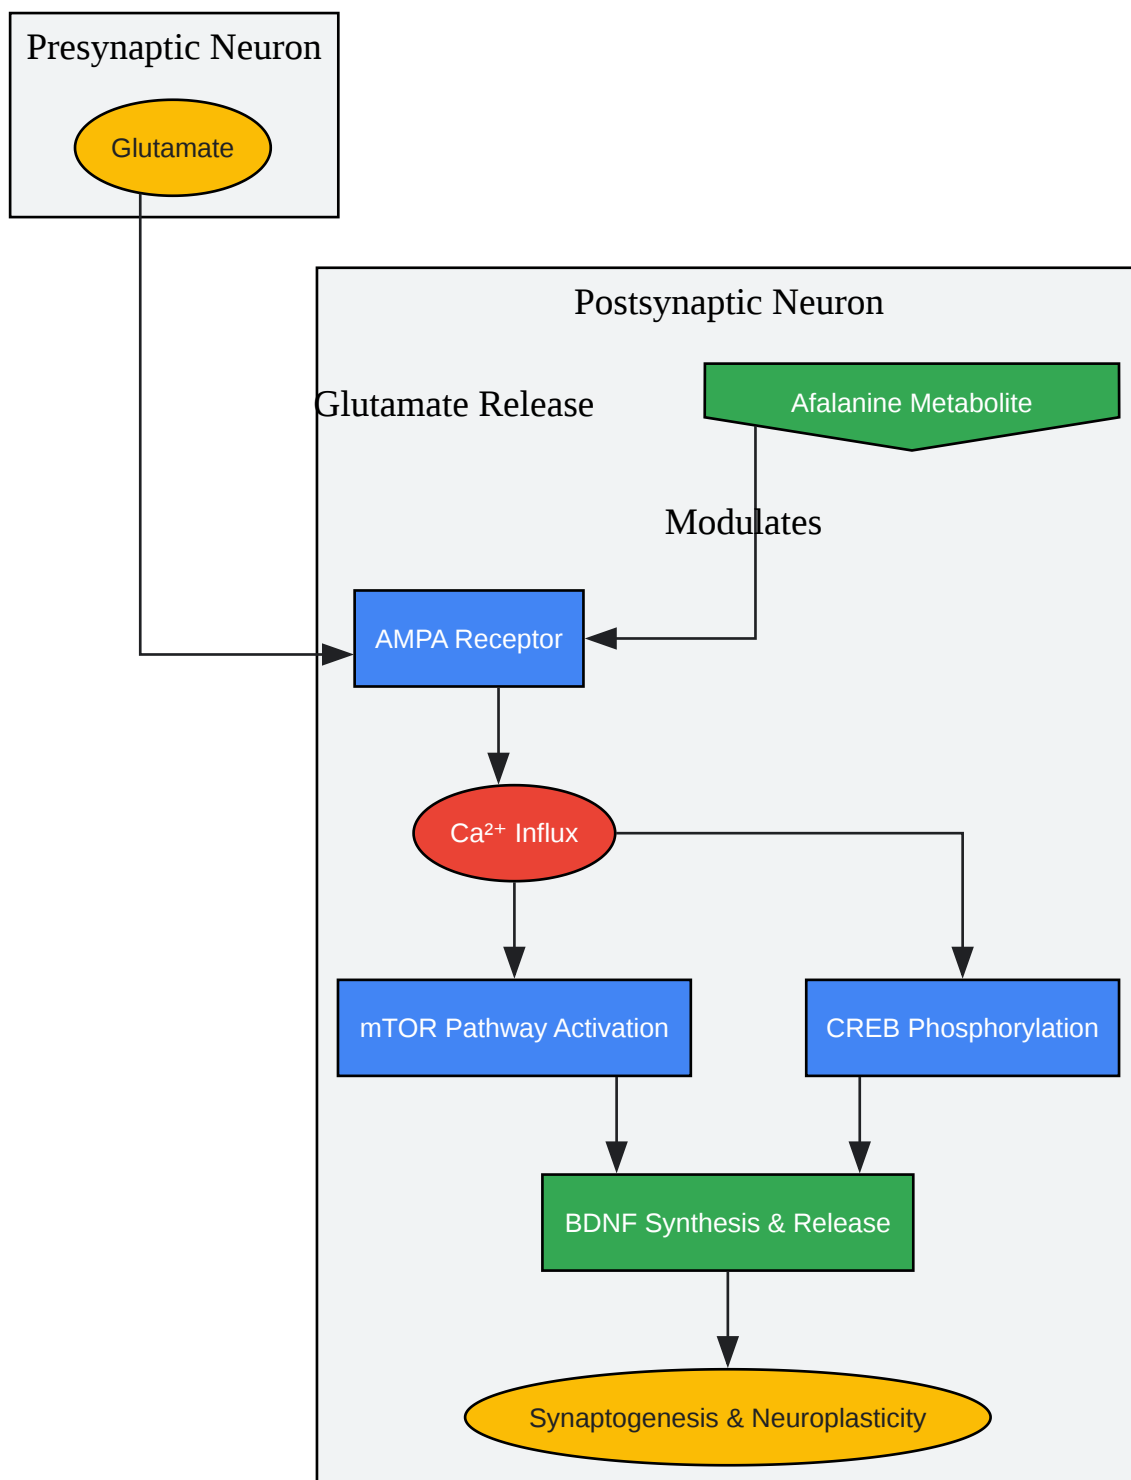 Presynaptic Neuron
Glutamate
Postsynaptic Neuron
Glutamate Release
Afalanine Metabolite
Modulates
AMPA Receptor
Ca²⁺ Influx
mTOR Pathway Activation
CREB Phosphorylation
BDNF Synthesis & Release
Synaptogenesis & Neuroplasticity